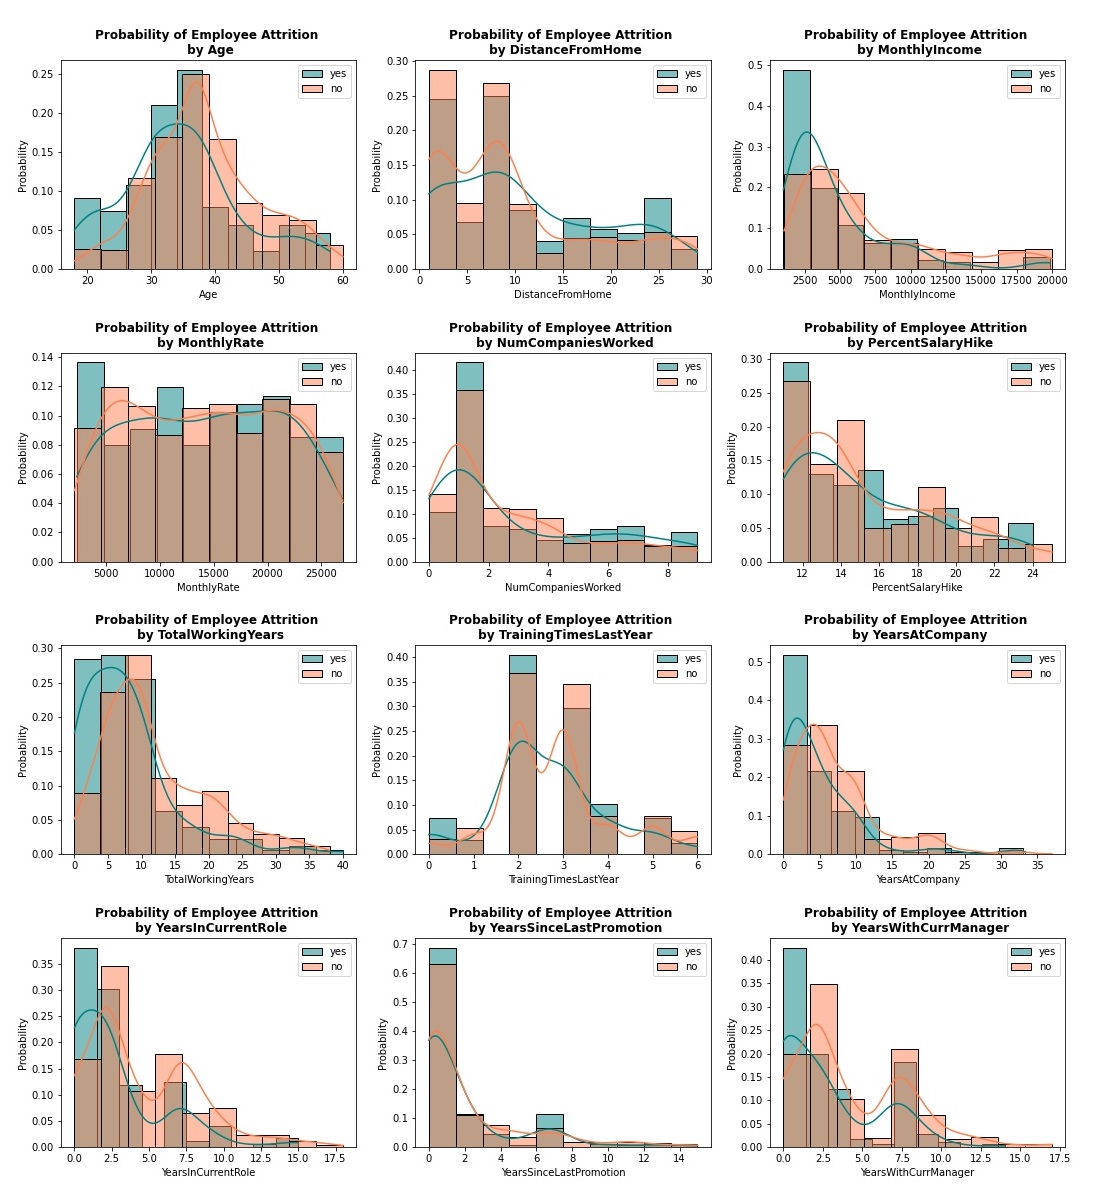 Probability of Employee Attrition
by Age
yes
no
Probability
0.25
0.20
0.15
0.10
0.05
0.00
20 30 40 50 60
Age
Probability of Employee Attrition
by DistanceFromHome
yes
no
Probability
0.30
0.25
0.20
0.15
0.10
0.05
0.00
0 5 10 15 20 25 30
DistanceFromHome
Probability of Employee Attrition
by MonthlyIncome
yes
no
Probability
0.5
0.4
0.3
0.2
0.1
0.0
2500 5000 7500 10000 12500 15000 17500 20000
MonthlyIncome
Probability of Employee Attrition
by MonthlyRate
yes
no
Probability
0.14
0.12
0.10
0.08
0.06
0.04
0.02
0.00
5000 10000 15000 20000 25000
MonthlyRate
Probability of Employee Attrition
by NumCompaniesWorked
yes
no
Probability
0.40
0.35
0.30
0.25
0.20
0.15
0.10
0.05
0.00
0 2 4 6 8
NumCompaniesWorked
Probability of Employee Attrition
by PercentSalaryHike
yes
no
Probability
0.30
0.25
0.20
0.15
0.10
0.05
0.00
12 14 16 18 20 22 24
PercentSalaryHike
Probability of Employee Attrition
by TotalWorkingYears
yes
no
Probability
0.30
0.25
0.20
0.15
0.10
0.05
0.00
0 5 10 15 20 25 30 35 40
TotalWorkingYears
Probability of Employee Attrition
by TrainingTimesLastYear
yes
no
Probability
0.40
0.35
0.30
0.25
0.20
0.15
0.10
0.05
0.00
0 1 2 3 4 5 6
TrainingTimesLastYear
Probability of Employee Attrition
by YearsAtCompany
yes
no
Probability
0.5
0.4
0.3
0.2
0.1
0.0
0 5 10 15 20 25 30 35
YearsAtCompany
Probability of Employee Attrition
by YearsInCurrentRole
yes
no
Probability
0.35
0.30
0.25
0.20
0.15
0.10
0.05
0.00
0.0 2.5 5.0 7.5 10.0 12.5 15.0 17.5
YearsInCurrentRole
Probability of Employee Attrition
by YearsSinceLastPromotion
yes
no
Probability
0.7
0.6
0.5
0.4
0.3
0.2
0.1
0.0
0 2 4 6 8 10 12 14
YearsSinceLastPromotion
Probability of Employee Attrition
by YearsWithCurrManager
yes
no
Probability
0.40
0.35
0.30
0.25
0.20
0.15
0.10
0.05
0.00
0.0 2.5 5.0 7.5 10.0 12.5 15.0 17.5
YearsWithCurrManager